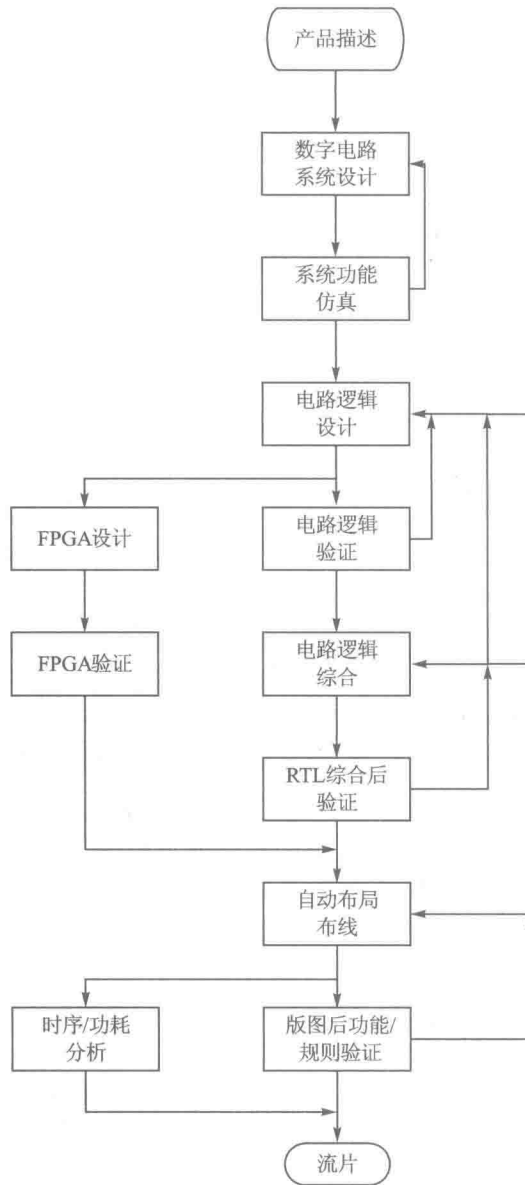 产品描述
数字电路
系统设计
系统功能
仿真
电路逻辑
设计
FPGA设计
电路逻辑
验证
FPGA验证
电路逻辑
综合
RTL综合后
验证
自动布局
布线
时序/功耗
分析
版图后功能/
规则验证
流片